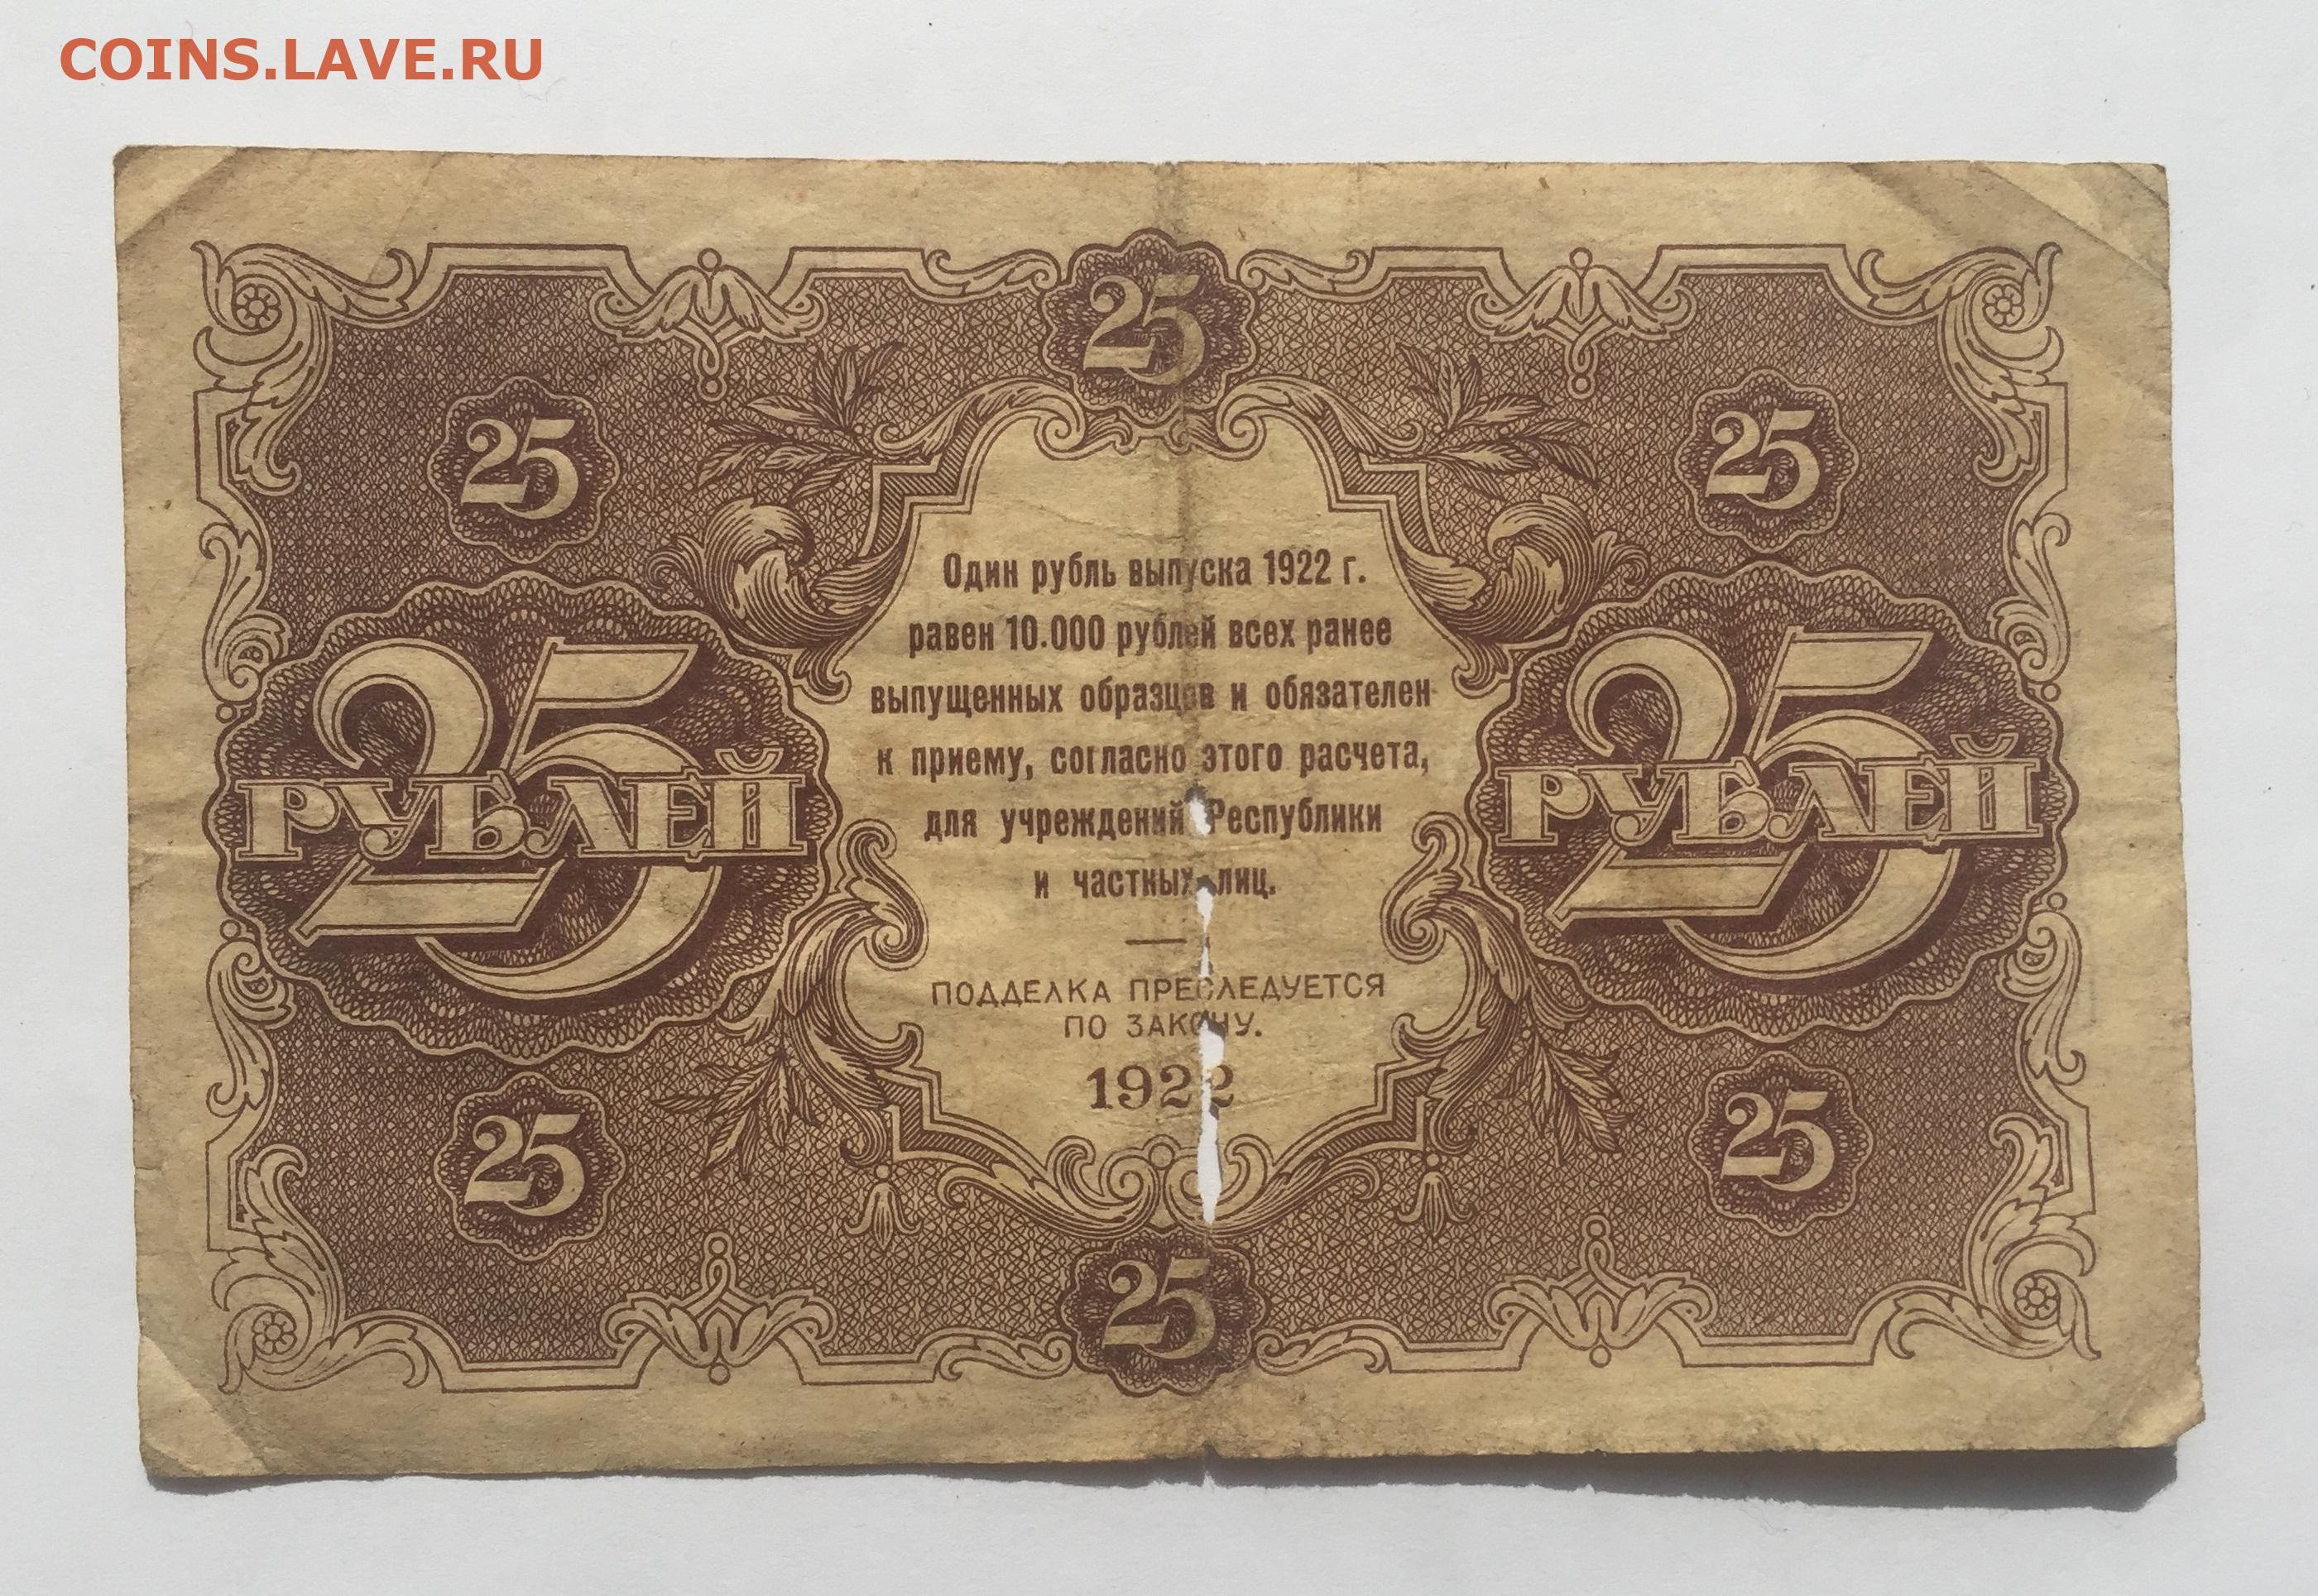 COINS.LAVE.RU
25
25
25
Один рубль выпуска 1922 г.
равен 10.000 рублей всех ранее
выпущенных образцов и обязателен
к приему, согласно этого расчета,
для учреждений Республики
и частных лиц.
25 РУБЛЕЙ
25 РУБЛЕЙ
ПОДДЕЛКА ПРЕСЛЕДУЕТСЯ
ПО ЗАКОНУ.
1922
25
25
25